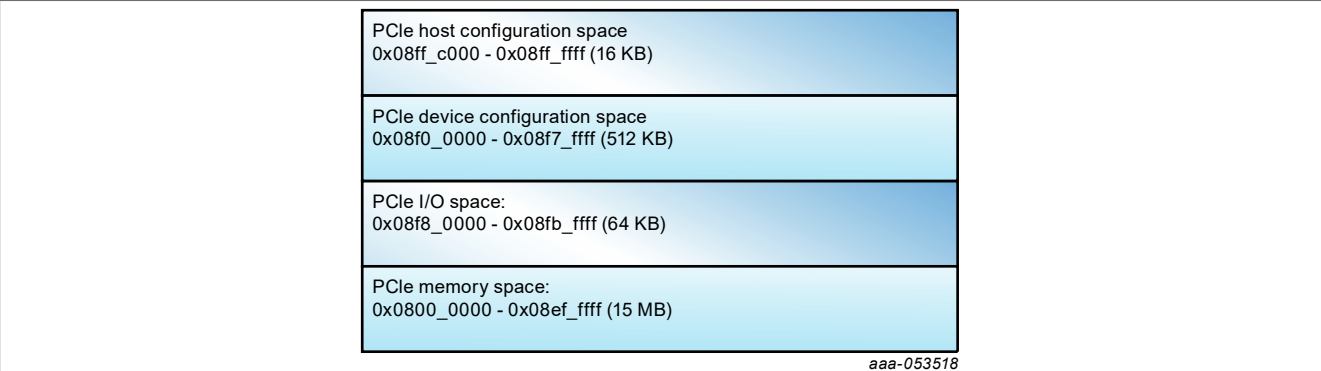 PCIe host configuration space
0x08ff_c000 - 0x08ff_ffff (16 KB)
PCIe device configuration space
0x08f0_0000 - 0x08f7_ffff (512 KB)
PCIe I/O space:
0x08f8_0000 - 0x08fb_ffff (64 KB)
PCIe memory space:
0x0800_0000 - 0x08ef_ffff (15 MB)
aaa-053518